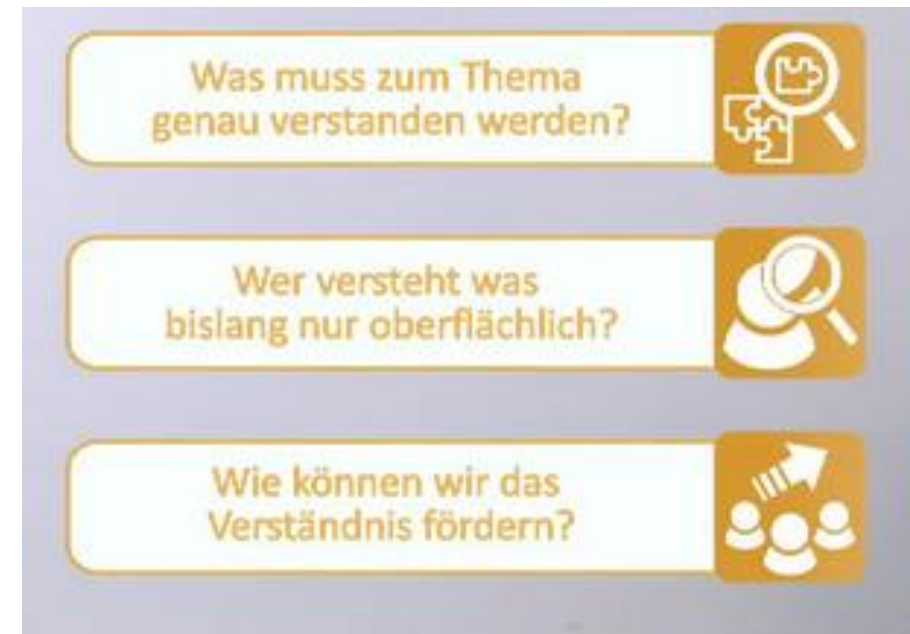 Was muss zum Thema
genau verstanden werden?
Wer versteht was
bislang nur oberflächlich?
Wie können wir das
Verständnis fördern?